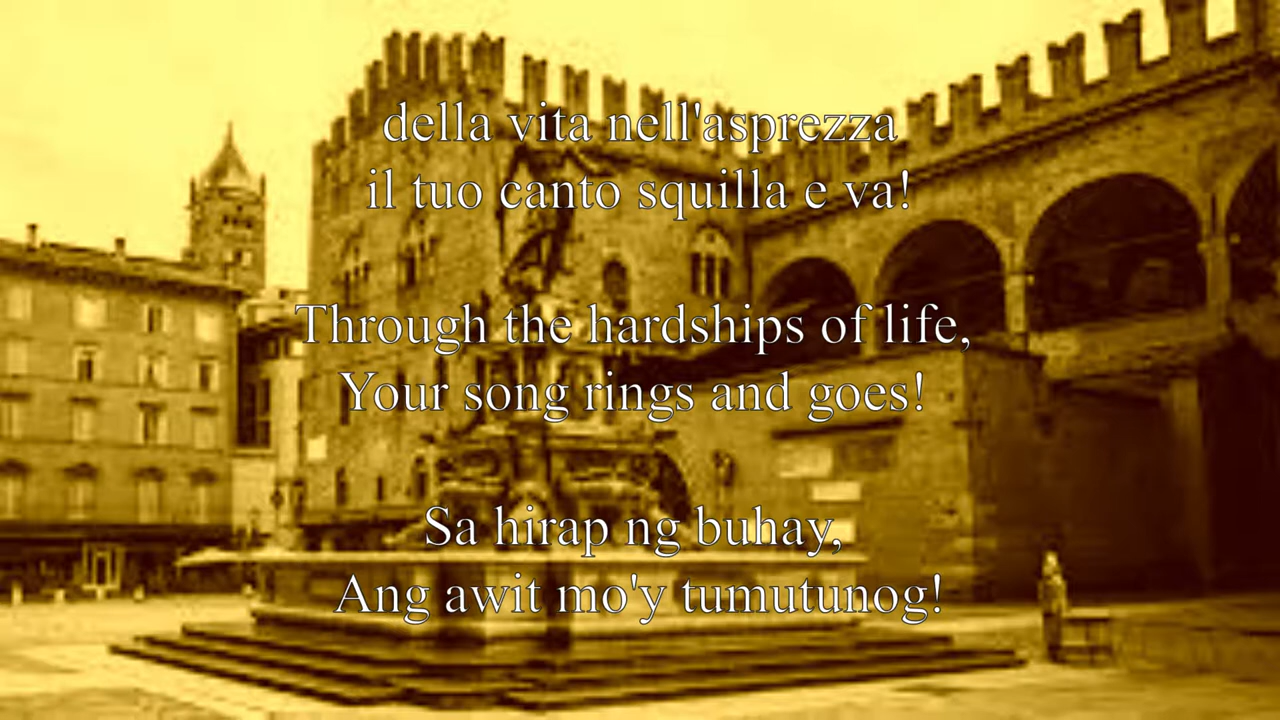 della vita nell'asprezza
il tuo canto squilla e va!
Through the hardships of life,
Your song rings and goes!
Sa hirap ng buhay,
Ang awit mo'y tumutunog!